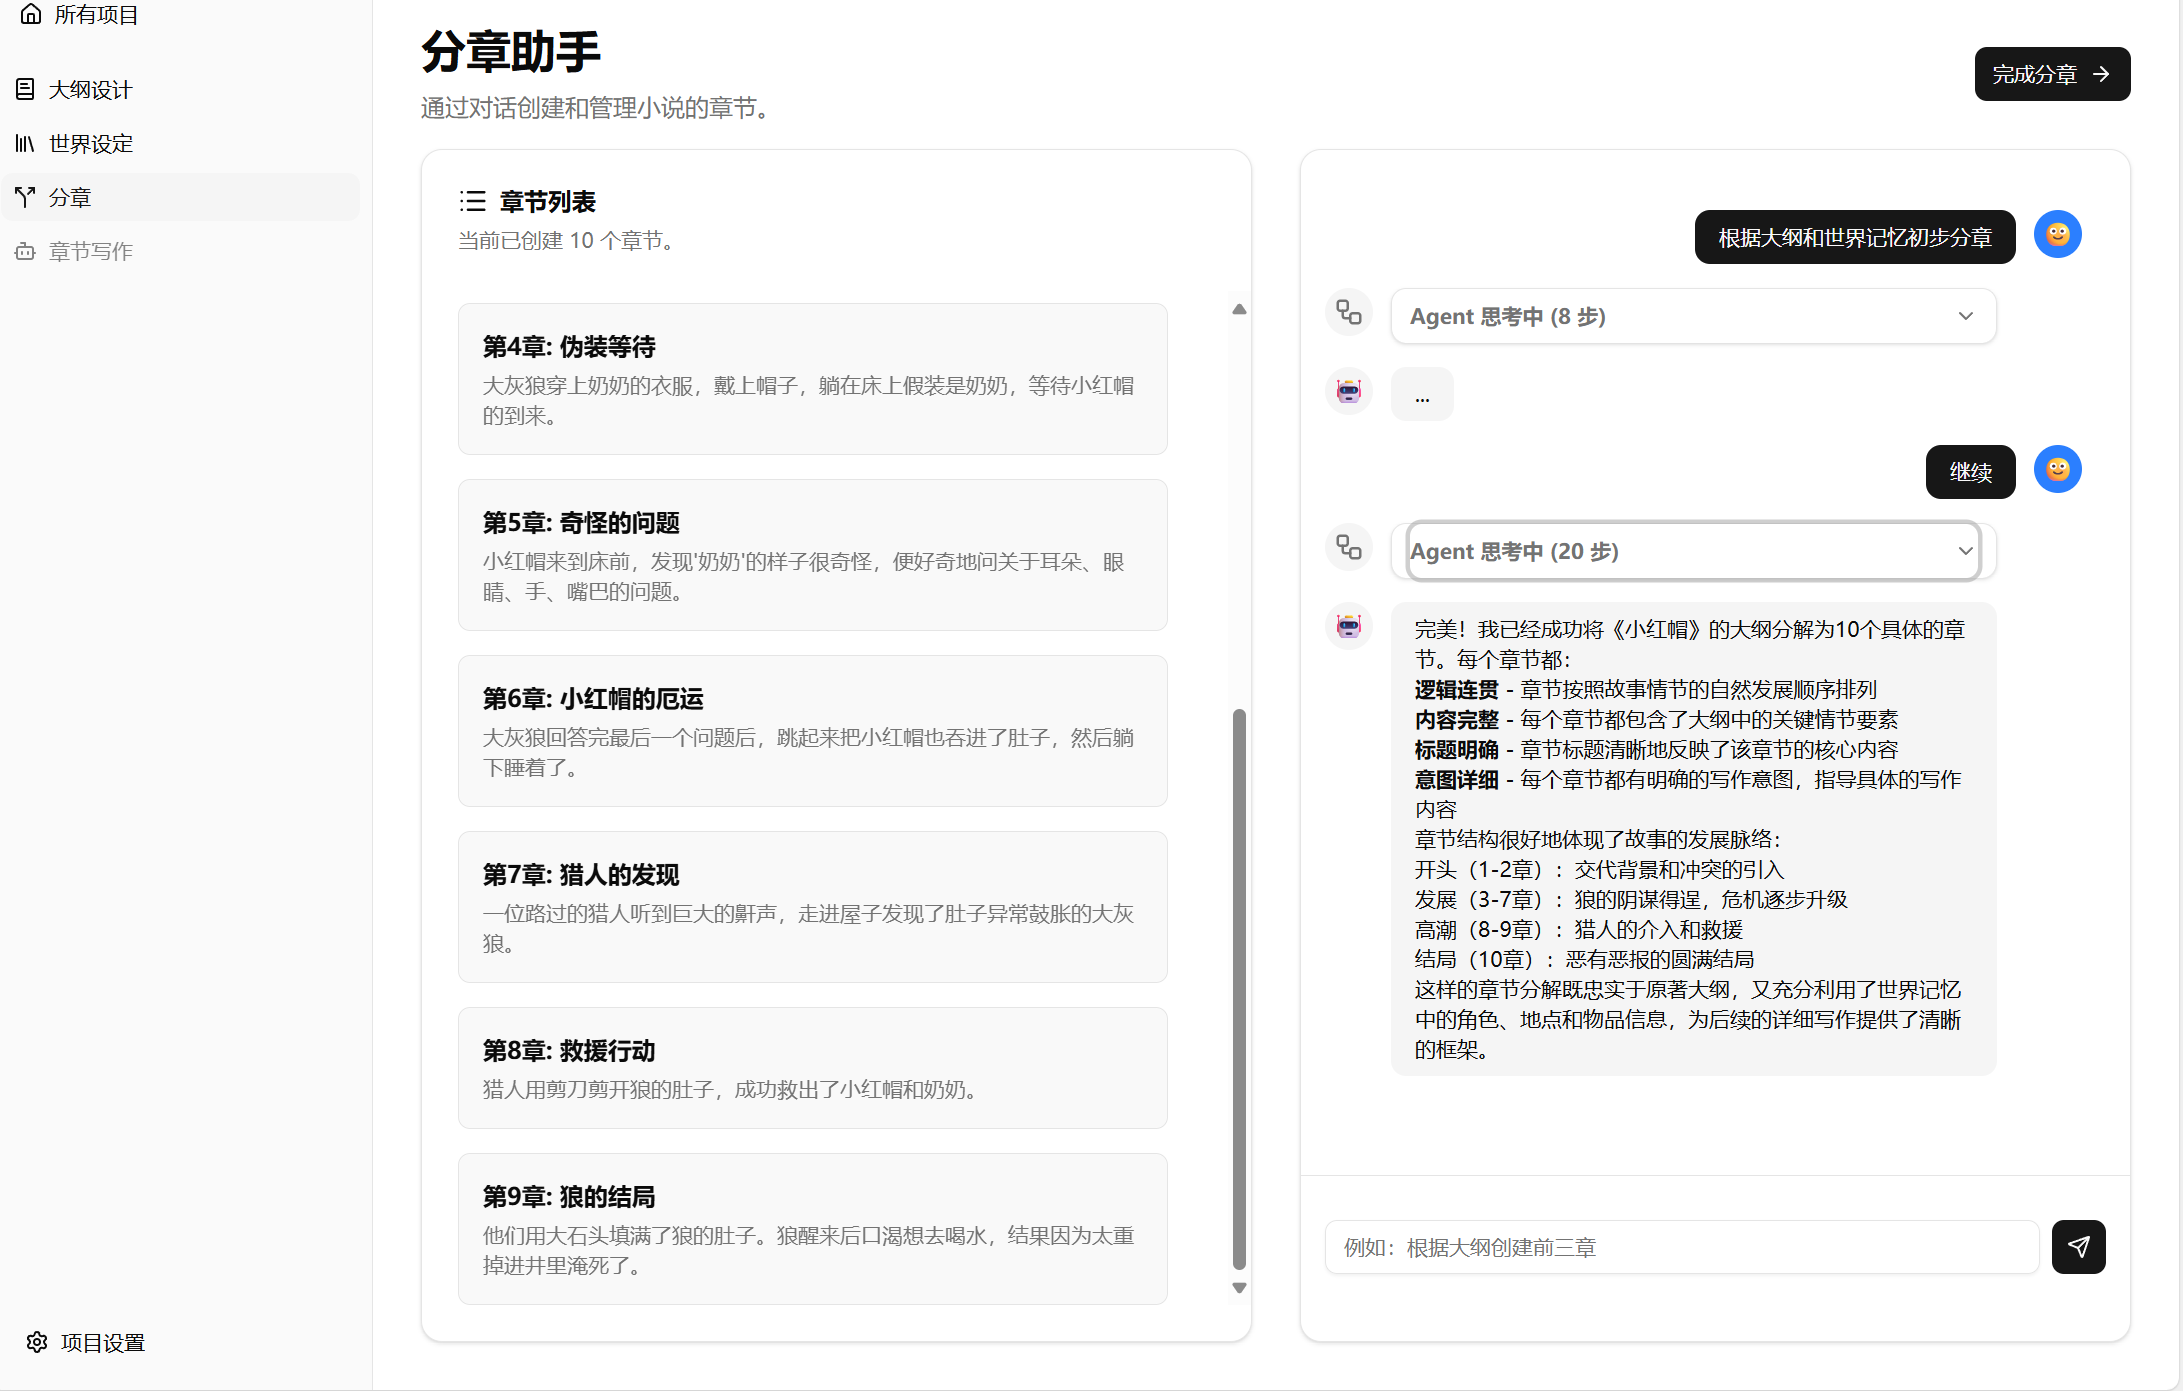 所有项目
大纲设计
世界设定
分章
章节写作
项目设置
分章助手
通过对话创建和管理小说的章节。
完成分章
章节列表
当前已创建 10 个章节。
第4章: 伪装等待
大灰狼穿上奶奶的衣服，戴上帽子，躺在床上假装是奶奶，等待小红帽
的到来。
第5章: 奇怪的问题
小红帽来到床前，发现'奶奶'的样子很奇怪，便好奇地问关于耳朵、眼
睛、手、嘴巴的问题。
第6章: 小红帽的厄运
大灰狼回答完最后一个问题后，跳起来把小红帽也吞进了肚子，然后躺
下睡着了。
第7章: 猎人的发现
一位路过的猎人听到巨大的鼾声，走进屋子发现了肚子异常鼓胀的大灰
狼。
第8章: 救援行动
猎人用剪刀剪开狼的肚子，成功救出了小红帽和奶奶。
第9章: 狼的结局
他们用大石头填满了狼的肚子。狼醒来后口渴想去喝水，结果因为太重
掉进井里淹死了。
根据大纲和世界记忆初步分章
Agent 思考中 (8 步)
...
继续
Agent 思考中 (20 步)
完美！我已经成功将《小红帽》的大纲分解为10个具体的章
节。每个章节都：
逻辑连贯 - 章节按照故事情节的自然发展顺序排列
内容完整 - 每个章节都包含了大纲中的关键情节要素
标题明确 - 章节标题清晰地反映了该章节的核心内容
意图详细 - 每个章节都有明确的写作意图，指导具体的写作
内容
章节结构很好地体现了故事的发展脉络：
开头（1-2章）：交代背景和冲突的引入
发展（3-7章）：狼的阴谋得逞，危机逐步升级
高潮（8-9章）：猎人的介入和救援
结局（10章）：恶有恶报的圆满结局
这样的章节分解既忠实于原著大纲，又充分利用了世界记忆
中的角色、地点和物品信息，为后续的详细写作提供了清晰
的框架。
例如：根据大纲创建前三章